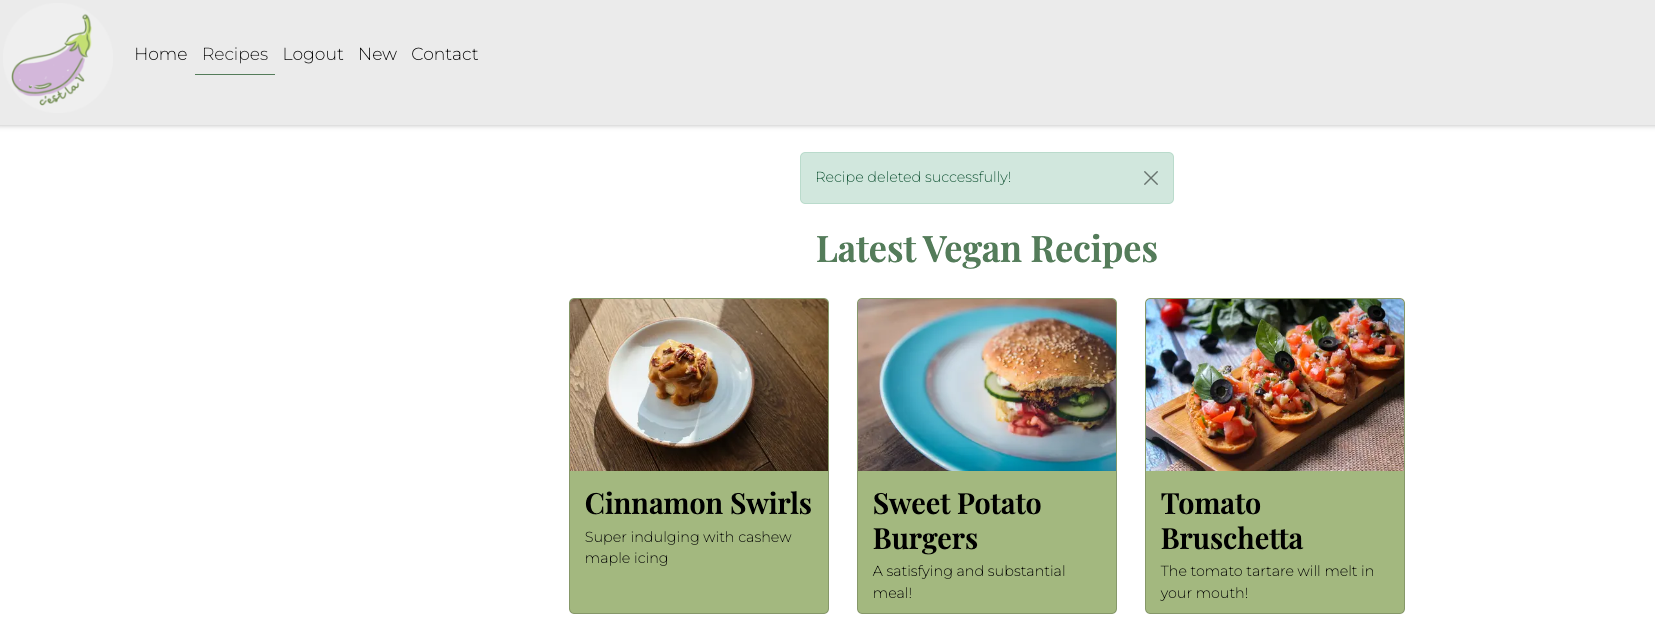 c'est la V
Home Recipes Logout New Contact
Recipe deleted successfully!
Latest Vegan Recipes
Cinnamon Swirls
Super indulging with cashew
maple icing
Sweet Potato
Burgers
A satisfying and substantial
meal!
Tomato
Bruschetta
The tomato tartare will melt in
your mouth!